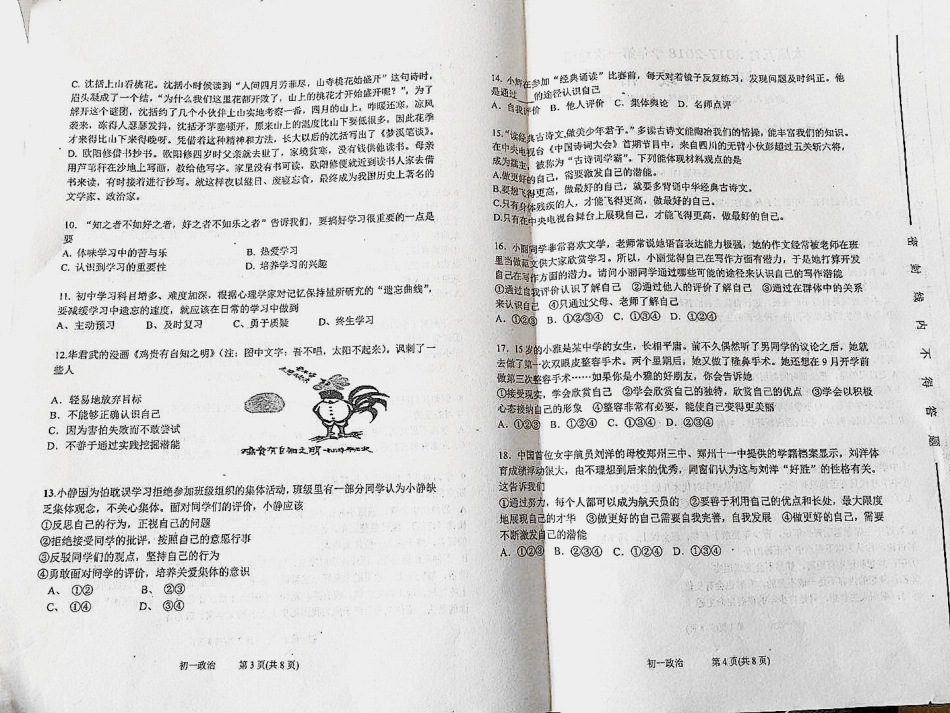 C. 沈括上山看桃花。沈括小时候读到“人间四月芳菲尽，山寺桃花始盛开”这句诗时，
眉头凝成了一个结，“为什么我们这里花都开败了，山上的桃花才开始盛开呢？”，为了
解开这个谜团，沈括约了几个小伙伴上山实地考察一番，四月的山上，乍暖还寒，凉风
袭来，冻得人瑟瑟发抖，沈括矛塞顿开，原来山上的温度比山下要低很多，因此花季
才来得比山下来得晚呀。凭借着这种精神和方法，长大以后的沈括写出了《梦溪笔谈》。
D. 欧阳修借书抄书。欧阳修四岁时父亲就去世了，家境贫寒，没有钱供他读书。母亲
用芦苇秆在沙地上写画，教给他写字。家里没有书可读，欧阳修便就近到读书人家去借
书来读，有时接着进行抄写。就这样夜以继日、废寝忘食，最终成为我国历史上著名的
文学家、政治家。
10. “知之者不如好之者，好之者不如乐之者”告诉我们，要搞好学习很重要的一点是
要
A. 体味学习中的苦与乐 B. 热爱学习
C. 认识到学习的重要性 D. 培养学习的兴趣
11. 初中学习科目增多、难度加深，根据心理学家对记忆保持量所研究的“遗忘曲线”，
要减缓学习中遗忘的速度，就应该在日常的学习中做到
A、主动预习 B、及时复习 C、勇于质疑 D、终生学习
12.华君武的漫画《鸡贵有自知之明》（注：图中文字：吾不唱，太阳不起来），讽刺了一
些人
A. 轻易地放弃目标
B. 不能够正确认识自己
C. 因为害怕失败而不敢尝试
D. 不善于通过实践挖掘潜能
鸡贵有自知之明
13.小静因为怕耽误学习拒绝参加班级组织的集体活动，班级里有一部分同学认为小静缺
乏集体观念，不关心集体。面对同学们的评价，小静应该
①反思自己的行为，正视自己的问题
②拒绝接受同学的批评，按照自己的意愿行事
③反驳同学们的观点，坚持自己的行为
④勇敢面对同学的评价，培养关爱集体的意识
A、①② B、②③
C、①④ D、③④
初一政治 第3页(共8页)
14. 小辉在参加“经典诵读”比赛前，每天对着镜子反复练习，发现问题及时纠正。他
是通过__的途径认识自己
A. 自我评价 B. 他人评价 C. 集体舆论 D. 名师点评
15.“读经典古诗文,做美少年君子。”多读古诗文能陶冶我们的情操，能丰富我们的知识。
在中央电视台《中国诗词大会》首期节目中，来自四川的无臂小伙彭超过五关斩六将，
成为擂主，被称为“古诗词学霸”。下列能体现材料观点的是
A.做更好的自己，需要激发自己的潜能。
B.要想飞得更高，做最好的自己，就要多背诵中华经典古诗文。
C.只有身体残疾的人，才能飞得更高，做最好的自己。
D.只有在中央电视台舞台上展现自己，才能飞得更高，做最好的自己。
16. 小丽同学非常喜欢文学，老师常说她语言表达能力极强，她的作文经常被老师在班
里当做范文供大家欣赏学习。所以，小丽觉得自己在写作方面有潜力，于是她打算开发
自己在写作方面的潜力。请问小丽同学通过哪些可能的途径来认识自己的写作潜能
①通过自我评价认识了解自己 ②通过他人的评价了解自己 ③通过在群体中的关系
来认识自己 ④只通过父母、老师了解自己
A. ①②③ B. ①②③④ C. ①③④ D. ①②④
17. 15岁的小雅是某中学的女生，长相平庸。前不久偶然听了男同学的议论之后，她就
去做了第一次双眼皮整容手术。两个星期后，她又做了隆鼻手术。她还想在9月开学前
做第三次整容手术……如果你是小雅的好朋友，你会告诉她
①接受现实，学会欣赏自己 ②学会欣赏自己的独特，欣赏自己的优点 ③学会以积极
心态接纳自己的形象 ④整容非常有必要，能使自己变得更美丽
A. ①②③ B. ①②④ C. ①③④ D. ②③④
18. 中国首位女宇航员刘洋的母校郑州三中、郑州十一中提供的学籍档案显示，刘洋体
育成绩浮动很大，由不理想到后来的优秀，同窗们认为这与刘洋“好胜”的性格有关。
这告诉我们
①通过努力，每个人都可以成为航天员的 ②要善于利用自己的优点和长处，最大限度
地展现自己的才华 ③做更好的自己需要自我完善，自我发展 ④做更好的自己，需要
不断激发自己的潜能
A. ①②③ B. ②③④ C. ①②④ D. ①③④
初一政治 第4页(共8页)
密
封
线
内
不
得
答
题